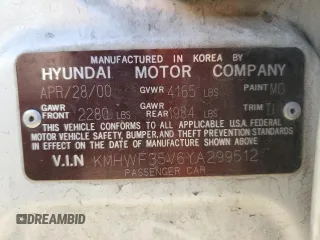 MANUFACTURED IN KOREA BY
HYUNDAI MOTOR COMPANY
APR/28/00 GVWR 4165 LBS PAINT MO
GAWR FRONT 2280 LBS GAWR REAR 1984 LBS TRIM TI
THIS VEHICLE CONFORMS TO ALL APPLICABLE U.S.A FEDERAL
MOTOR VEHICLE SAFETY, BUMPER, AND THEFT PREVENTION STANDARDS
IN EFFECT ON THE DATE OF MANUFACTURE SHOWN ABOVE.
V.I.N KMHWF35V6YA299512
PASSENGER CAR
DREAMBID